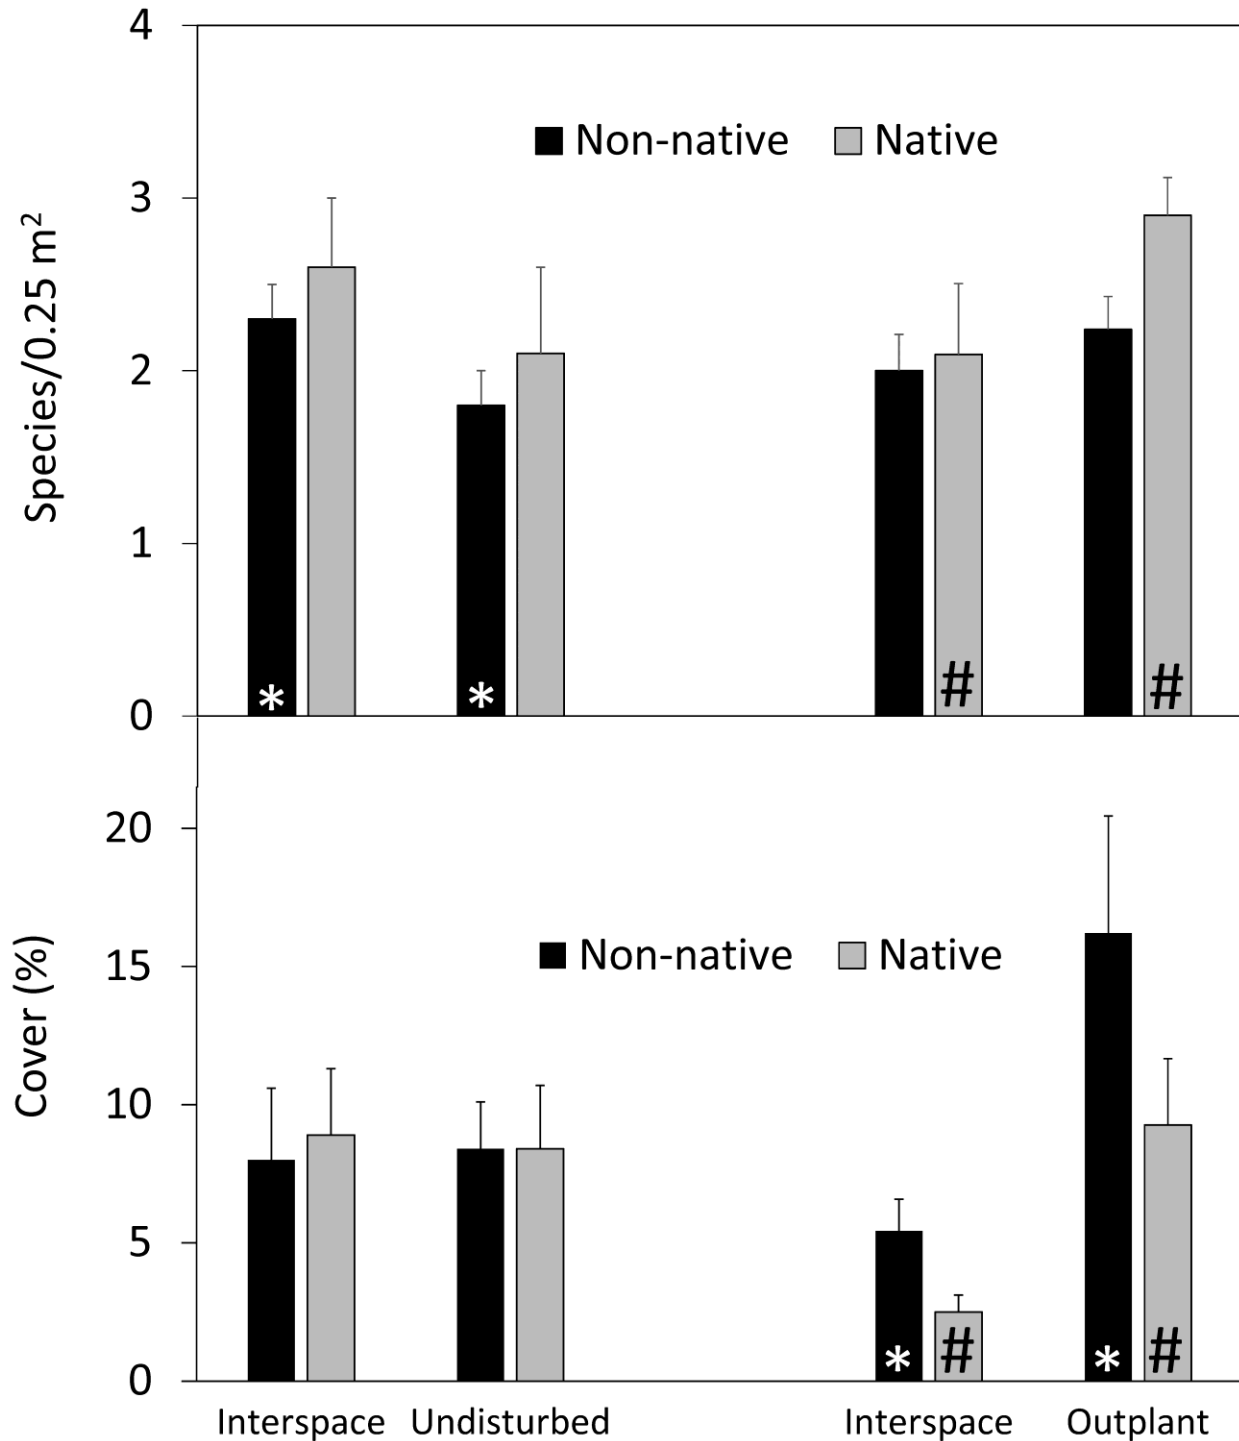 4
Non-native Native
3
Species/0.25 m²
2
1
* * # #
0
20
Non-native Native
15
Cover (%)
10
5
* # * #
0
Interspace Undisturbed Interspace Outplant